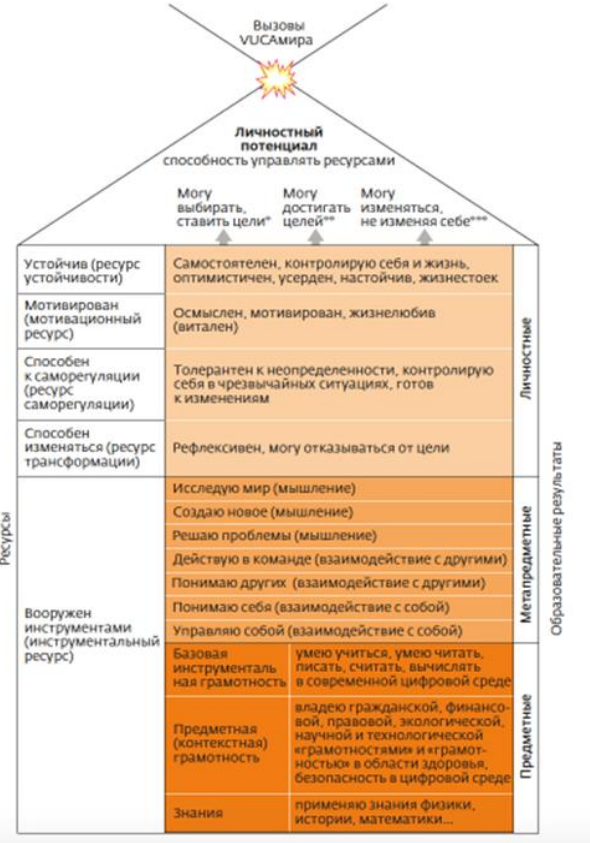 Вызовы
VUCAмира
Личностный
потенциал
способность управлять ресурсами
Могу
выбирать,
ставить цели*
Могу
достигать
целей**
Могу
изменяться,
не изменяя себе***
Устойчив (ресурс
устойчивости)
Самостоятелен, контролирую себя и жизнь,
оптимистичен, усерден, настойчив, жизнестоек
Мотивирован
(мотивационный
ресурс)
Осмыслен, мотивирован, жизнелюбив
(витален)
Способен
к саморегуляции
(ресурс
саморегуляции)
Толерантен к неопределенности, контролирую
себя в чрезвычайных ситуациях, готов
к изменениям
Способен
изменяться (ресурс
трансформации)
Рефлексивен, могу отказываться от цели
Личностные
Вооружен
инструментами
(инструментальный
ресурс)
Исследую мир (мышление)
Создаю новое (мышление)
Решаю проблемы (мышление)
Действую в команде (взаимодействие с другими)
Понимаю других (взаимодействие с другими)
Понимаю себя (взаимодействие с собой)
Управляю собой (взаимодействие с собой)
Метапредметные
Базовая
инструменталь
ная грамотность
умею учиться, умею читать,
писать, считать, вычислять
в современной цифровой среде
Предметная
(контекстная)
грамотность
владею гражданской, финансо-
вой, правовой, экологической,
научной и технологической
«грамотностями» и «грамот-
ностью» в области здоровья,
безопасность в цифровой среде
Знания
применяю знания физики,
истории, математики...
Предметные
Ресурсы
Образовательные результаты